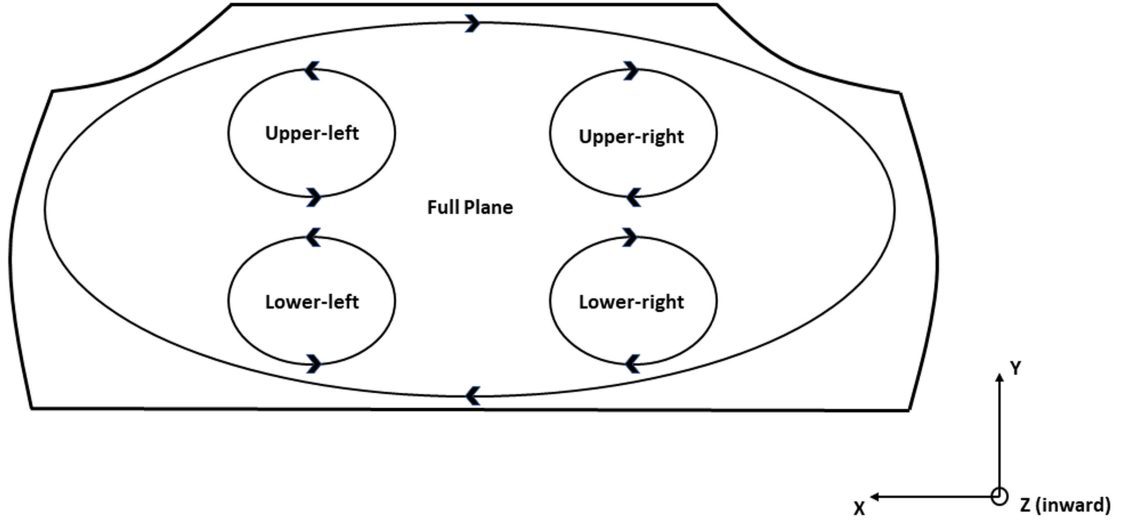 Upper-left
Upper-right
Full Plane
Lower-left
Lower-right
Y
X
Z (inward)